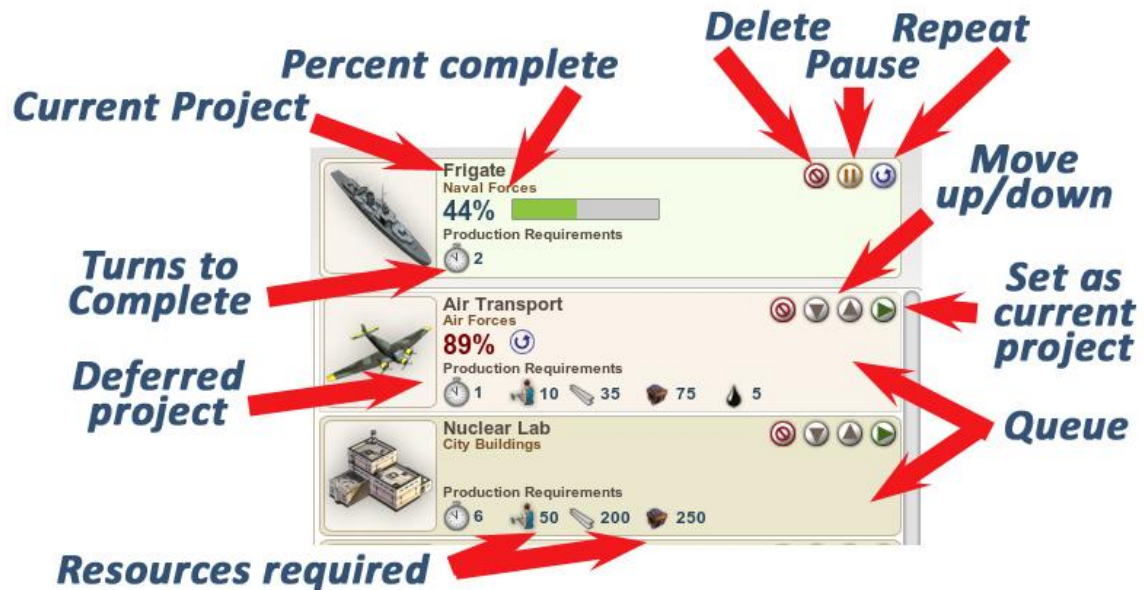 Delete
Repeat
Pause
Percent complete
Current Project
Move
up/down
Frigate
Naval Forces
44%
Production Requirements
2
Turns to
Complete
Set as
current
project
Air Transport
Air Forces
89%
Production Requirements
1 10 35 75 5
Deferred
project
Queue
Nuclear Lab
City Buildings
Production Requirements
6 50 200 250
Resources required